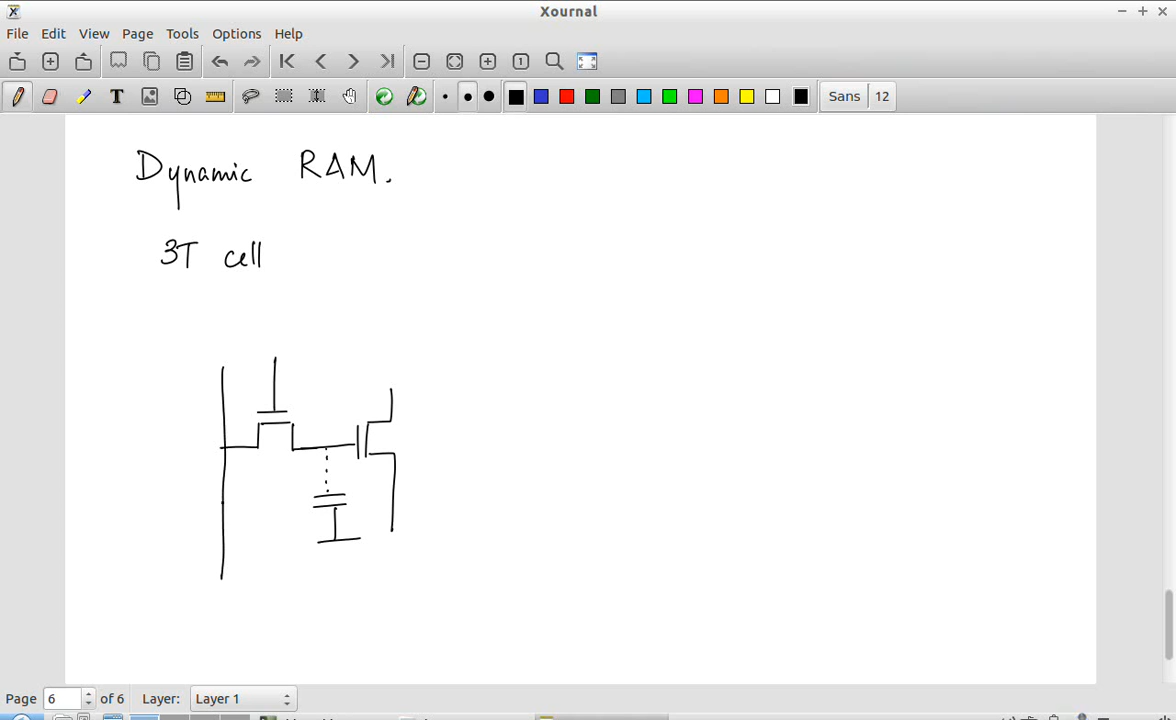 Xournal
File Edit View Page Tools Options Help
Sans 12
Dynamic RAM.
3T cell
Page 6 of 6 Layer: Layer 1